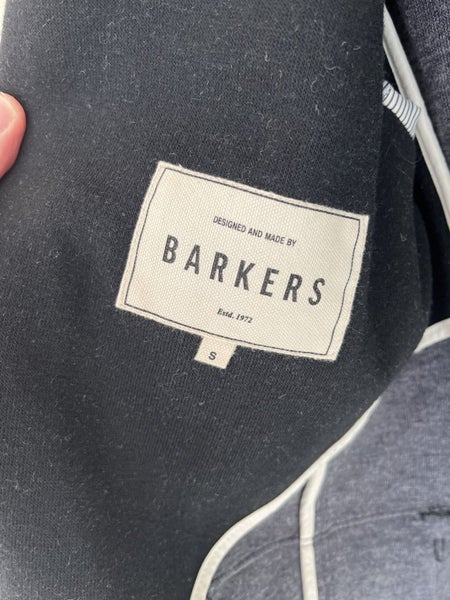 DESIGNED AND MADE BY
BARKERS
Estd. 1972
S